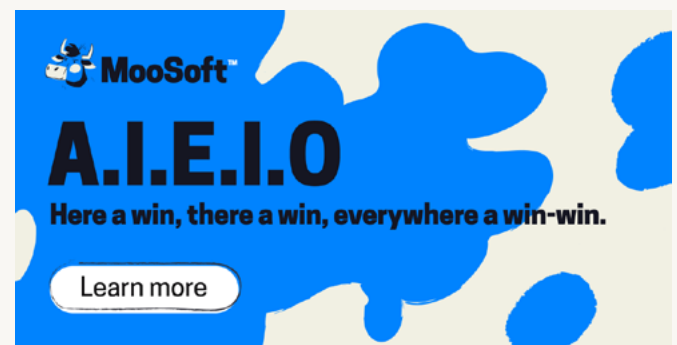 MooSoft™
A.I.E.I.O
Here a win, there a win, everywhere a win-win.
Learn more